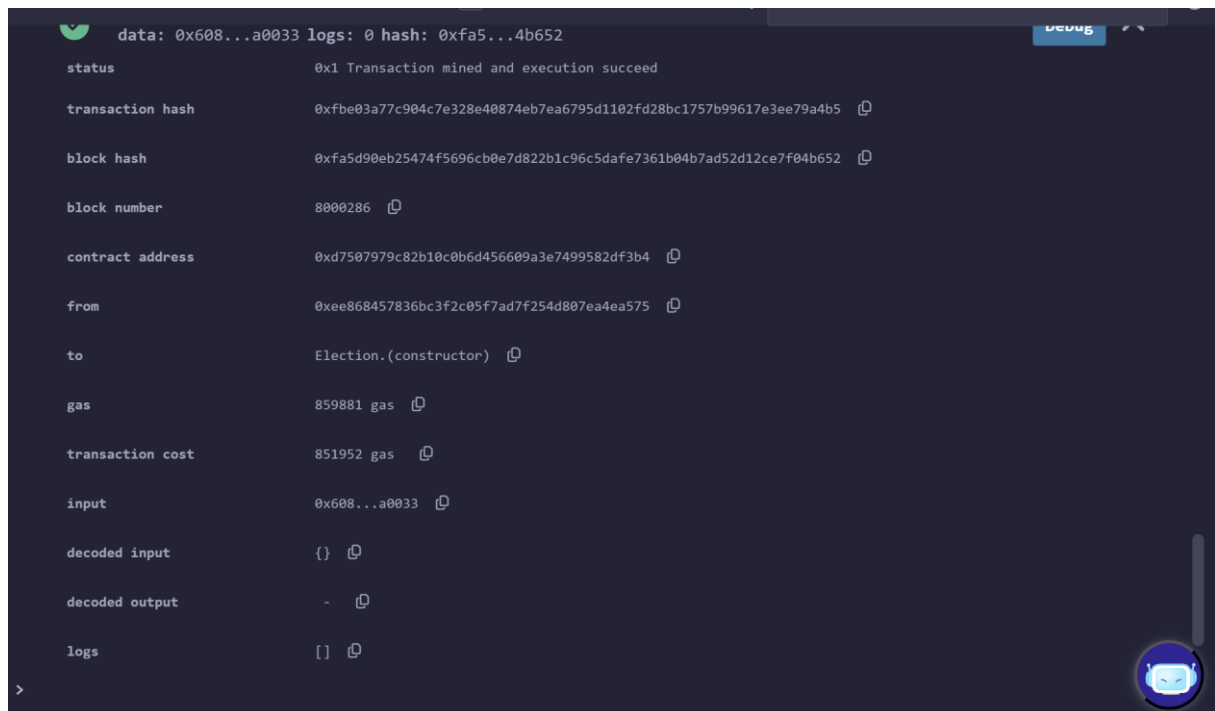 data: 0x608...a0033 logs: 0 hash: 0xfa5...4b652
Debug
status 0x1 Transaction mined and execution succeed
transaction hash 0xfbe03a77c904c7e328e40874eb7ea6795d1102fd28bc1757b99617e3ee79a4b5
block hash 0xfa5d90eb25474f5696cb0e7d822b1c96c5dafe7361b04b7ad52d12ce7f04b652
block number 8000286
contract address 0xd7507979c82b10c0b6d456609a3e7499582df3b4
from 0xee868457836bc3f2c05f7ad7f254d807ea4ea575
to Election.(constructor)
gas 859881 gas
transaction cost 851952 gas
input 0x608...a0033
decoded input {}
decoded output -
logs []
>